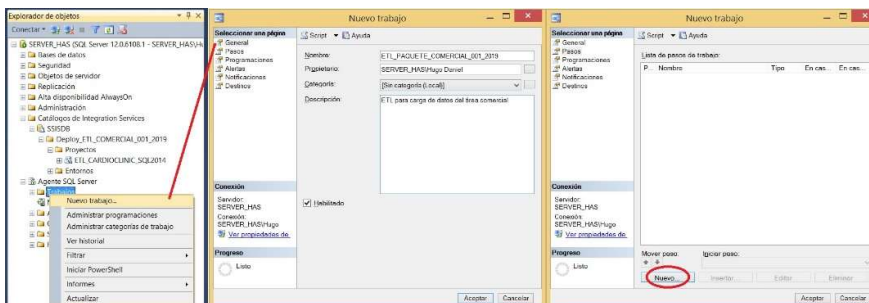 Explorador de objetos
Conectar
SERVER_HAS (SQL Server 12.0.6108.1 - SERVER_HAS\Hu
Bases de datos
Seguridad
Objetos de servidor
Replicación
Alta disponibilidad AlwaysOn
Administración
Catálogos de Integration Services
SSISDB
Deploy_ETL_COMERCIAL_001_2019
Proyectos
ETL_CARDIOCLINIC_SQL2014
Entornos
Agente SQL Server
Trabajos
Nuevo trabajo...
Administrar programaciones
Administrar categorías de trabajo
Ver historial
Filtrar
Iniciar PowerShell
Informes
Actualizar
Nuevo trabajo
Seleccionar una página
General
Pasos
Programaciones
Alertas
Notificaciones
Destinos
Script
Ayuda
Nombre:
ETL_PAQUETE_COMERCIAL_001_2019
Propietario:
SERVER_HAS\Hugo Daniel
Categoría:
[Sin categoría (Local)]
Descripción:
ETL para carga de datos del área comercial
Habilitado
Conexión
Servidor:
SERVER_HAS
Conexión:
SERVER_HAS\Hugo
Ver propiedades de
Progreso
Listo
Aceptar
Cancelar
Nuevo trabajo
Seleccionar una página
General
Pasos
Programaciones
Alertas
Notificaciones
Destinos
Script
Ayuda
Lista de pasos de trabajo:
P... Nombre Tipo En cas... En cas...
Conexión
Servidor:
SERVER_HAS
Conexión:
SERVER_HAS\Hugo
Ver propiedades de
Progreso
Listo
Mover paso:
Iniciar paso:
Nuevo...
Insertar...
Editar
Eliminar
Aceptar
Cancelar